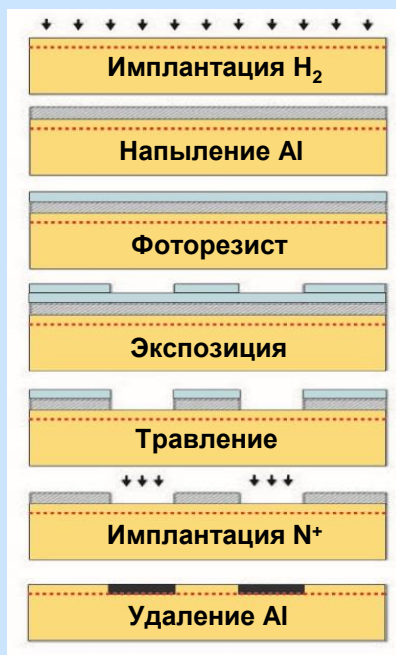 Имплантация H₂
Напыление Al
Фоторезист
Экспозиция
Травление
Имплантация N⁺
Удаление Al